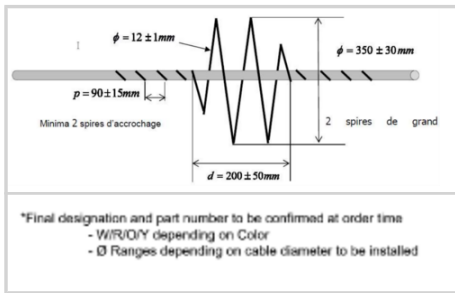 ϕ = 12 ± 1mm
ϕ = 350 ± 30mm
p = 90±15mm
Minima 2 spires d'accrochage
2 spires de grand
d = 200 ± 50mm
*Final designation and part number to be confirmed at order time
- W/R/O/Y depending on Color
- Ø Ranges depending on cable diameter to be installed